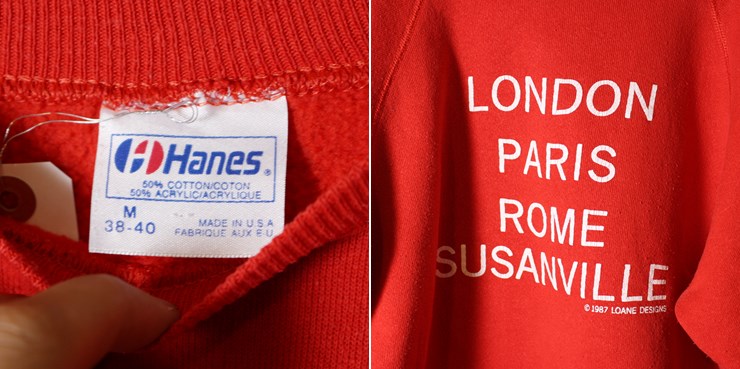 Hanes
50% COTTON/COTON
50% ACRYLIC/ACRYLIQUE
M
38-40
MADE IN U S A
FABRIQUE AUX E-U
LONDON
PARIS
ROME
SUSANVILLE
© 1987 LOANE DESIGNS